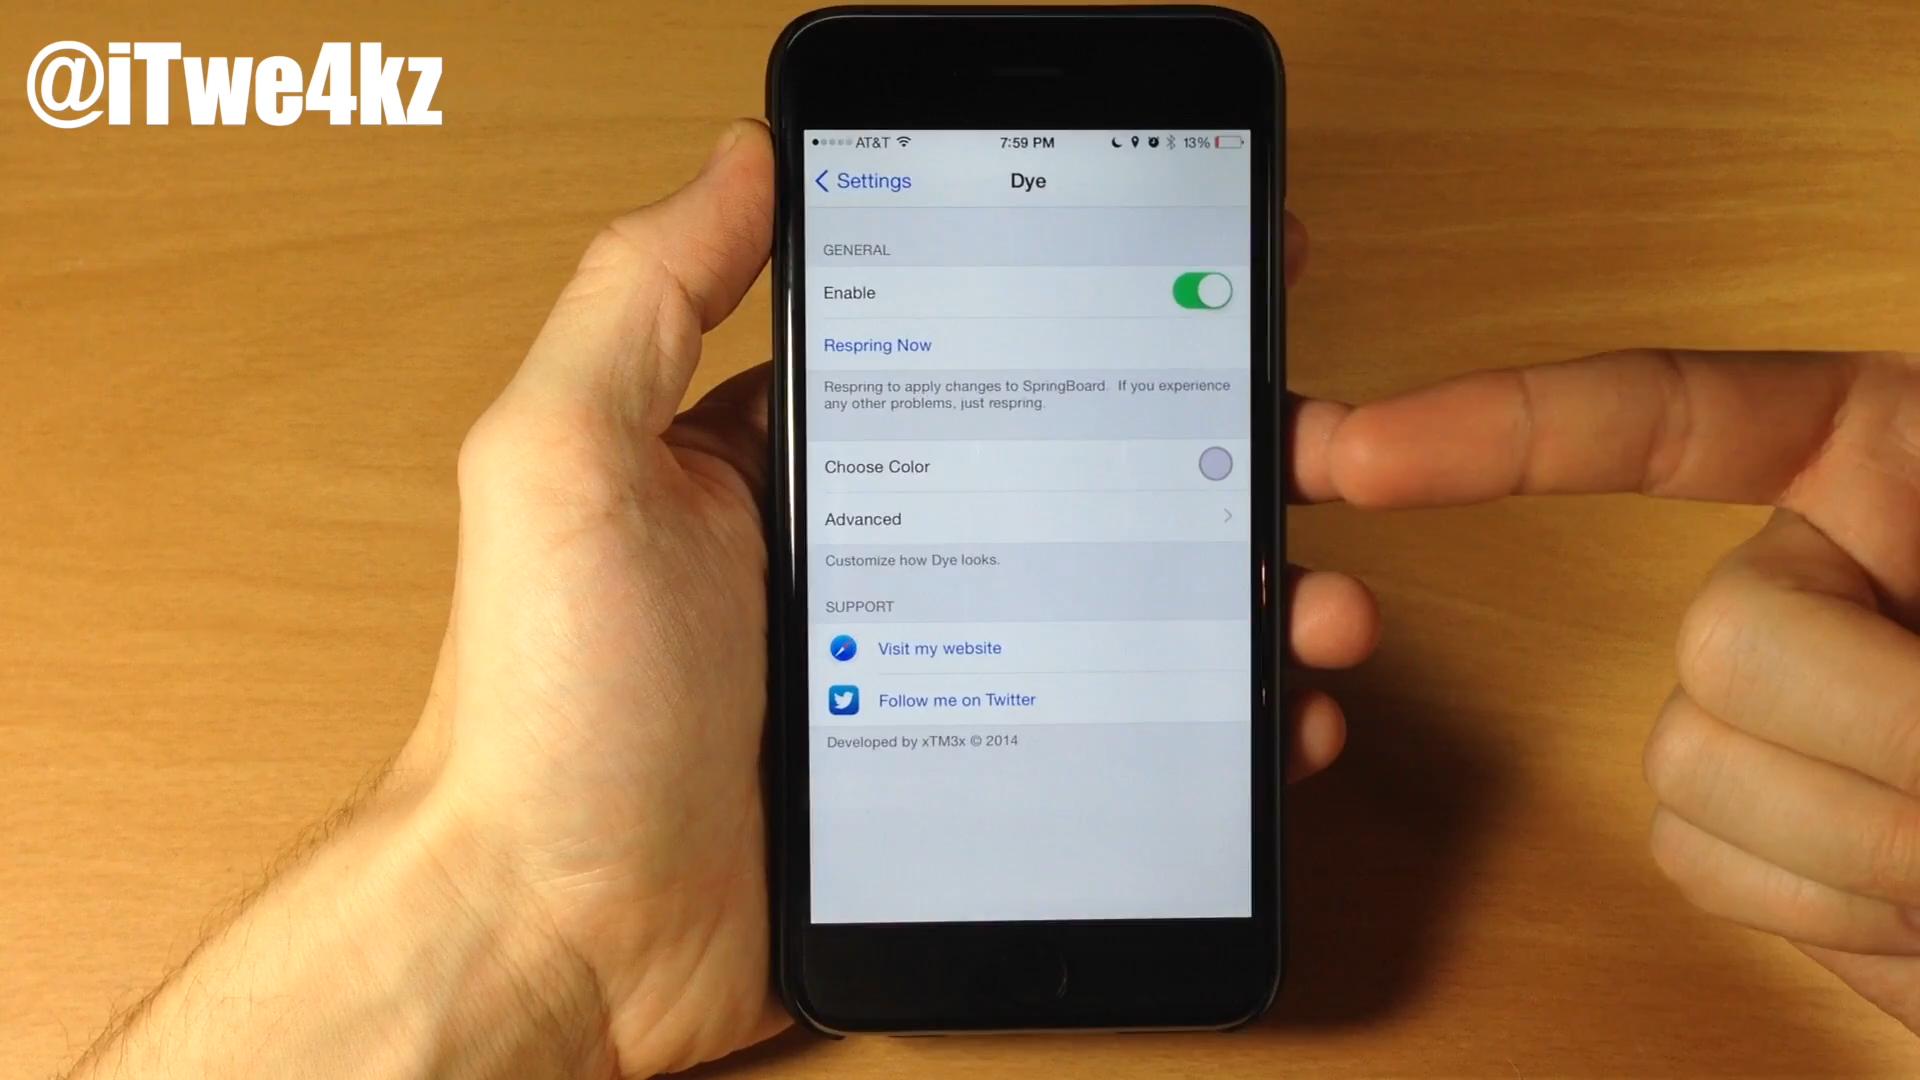 @iTwe4kz
AT&T 7:59 PM 13%
Settings Dye
GENERAL
Enable
Respring Now
Respring to apply changes to SpringBoard. If you experience
any other problems, just respring.
Choose Color
Advanced
Customize how Dye looks.
SUPPORT
Visit my website
Follow me on Twitter
Developed by xTM3x © 2014